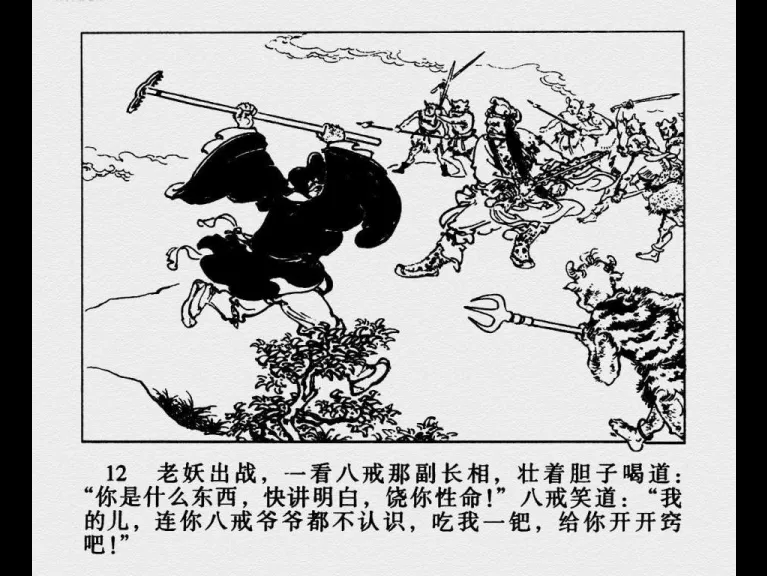 12 老妖出战，一看八戒那副长相，壮着胆子喝道：
“你是什么东西，快讲明白，饶你性命！”八戒笑道：“我
的儿，连你八戒爷爷都不认识，吃我一钯，给你开开窍
吧！”